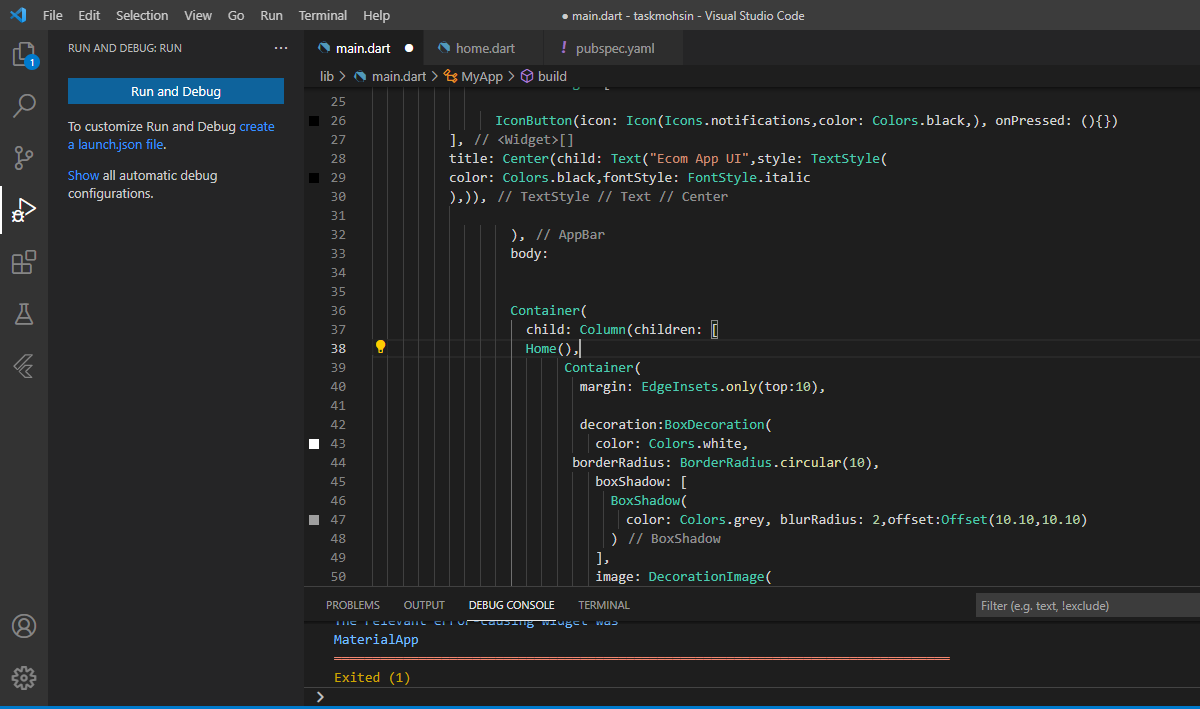 File Edit Selection View Go Run Terminal Help
● main.dart - taskmohsin - Visual Studio Code
1
RUN AND DEBUG: RUN ...
Run and Debug
To customize Run and Debug create
a launch.json file.
Show all automatic debug
configurations.
main.dart ● home.dart ! pubspec.yaml
lib > main.dart > MyApp > build
25
26 IconButton(icon: Icon(Icons.notifications,color: Colors.black,), onPressed: (){})
27 ], // <Widget>[]
28 title: Center(child: Text("Ecom App UI",style: TextStyle(
29 color: Colors.black,fontStyle: FontStyle.italic
30 ),)), // TextStyle // Text // Center
31
32 ), // AppBar
33 body:
34
35
36 Container(
37 child: Column(children: [
38 Home(),
39 Container(
40 margin: EdgeInsets.only(top:10),
41
42 decoration:BoxDecoration(
43 color: Colors.white,
44 borderRadius: BorderRadius.circular(10),
45 boxShadow: [
46 BoxShadow(
47 color: Colors.grey, blurRadius: 2,offset:Offset(10.10,10.10)
48 ) // BoxShadow
49 ],
50 image: DecorationImage(
PROBLEMS OUTPUT DEBUG CONSOLE TERMINAL
Filter (e.g. text, !exclude)
The relevant error-causing widget was
MaterialApp
Exited (1)
>